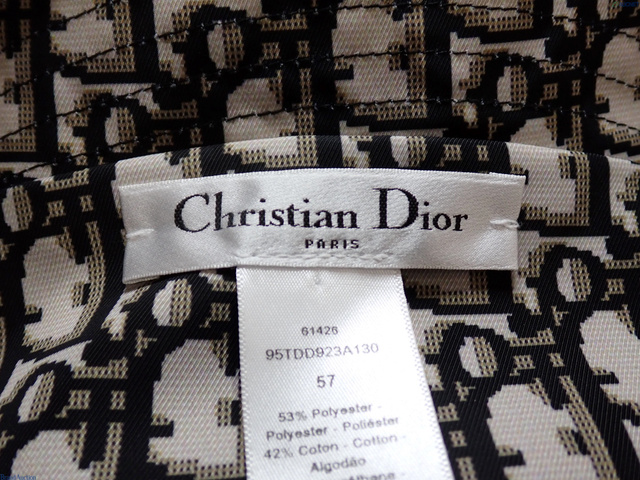 Christian Dior
PARIS
61426
95TDD923A130
57
53% Polyester -
Polyester - Poliéster
42% Coton - Cotton -
Algodão